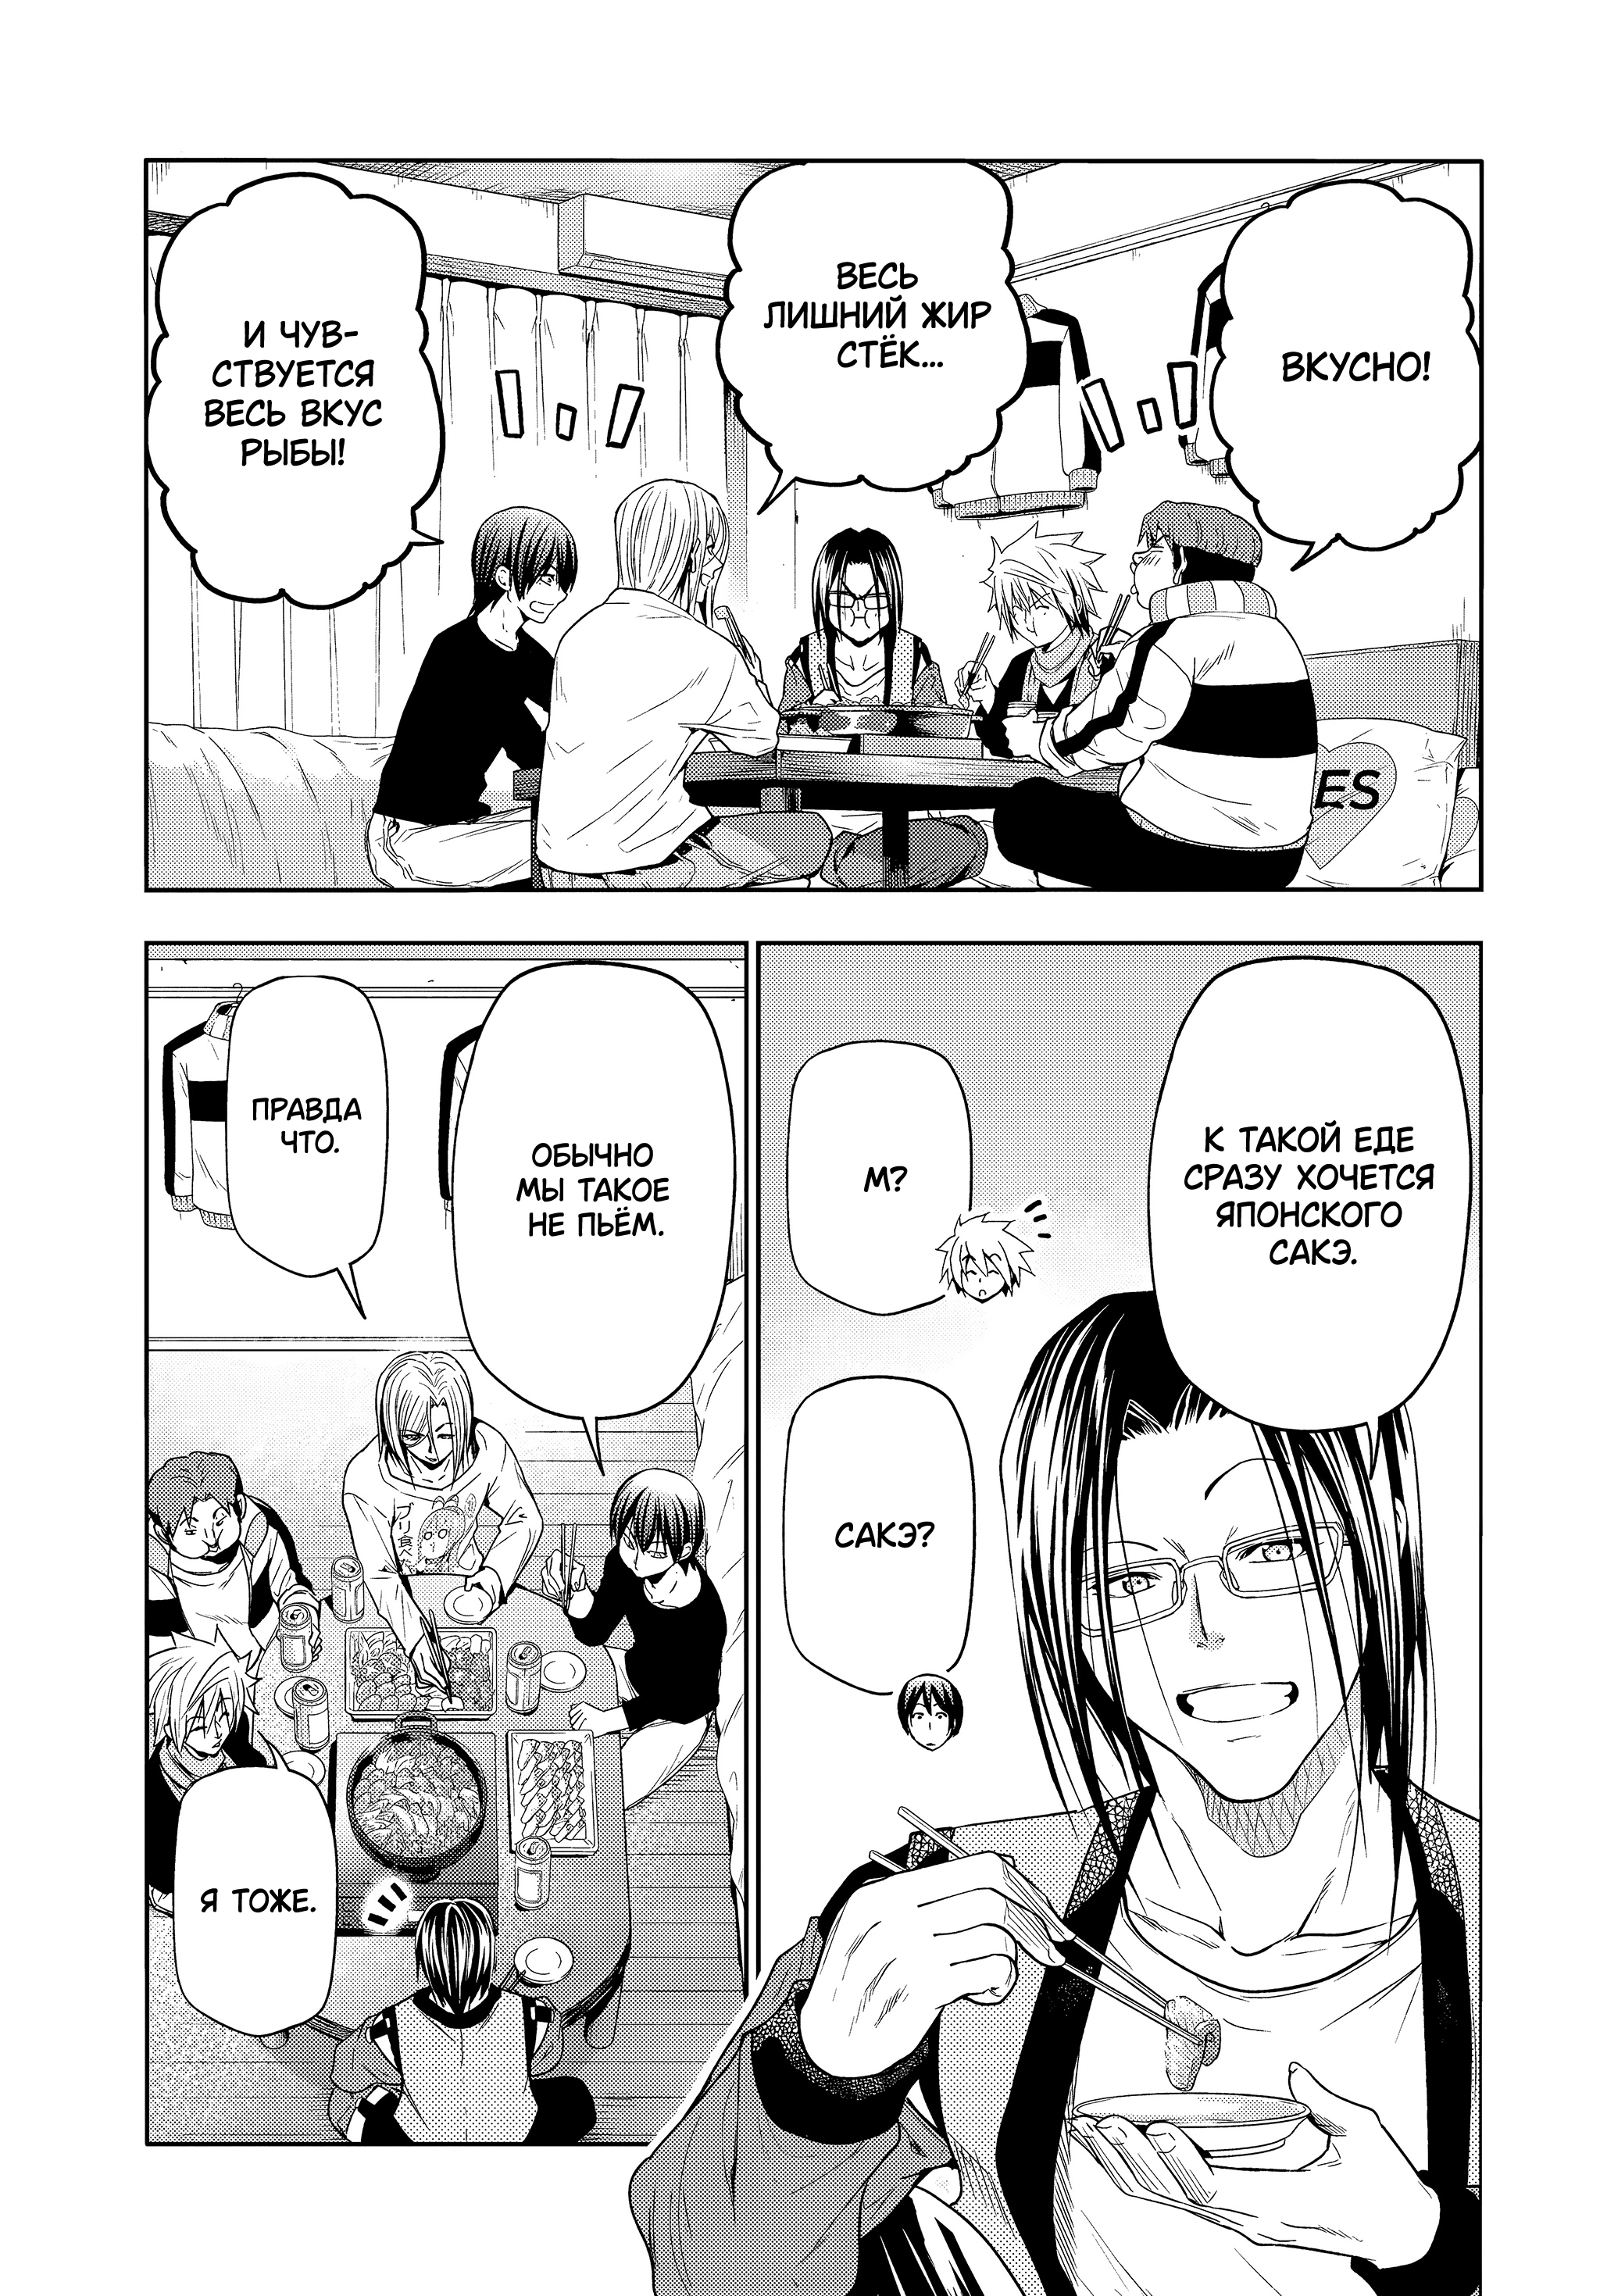 ВКУСНО!
ВЕСЬ
ЛИШНИЙ ЖИР
СТЁК...
И ЧУВ-
СТВУЕТСЯ
ВЕСЬ ВКУС
РЫБЫ!
ES
К ТАКОЙ ЕДЕ
СРАЗУ ХОЧЕТСЯ
ЯПОНСКОГО
САКЭ.
М?
САКЭ?
ОБЫЧНО
МЫ ТАКОЕ
НЕ ПЬЁМ.
ПРАВДА
ЧТО.
Я ТОЖЕ.